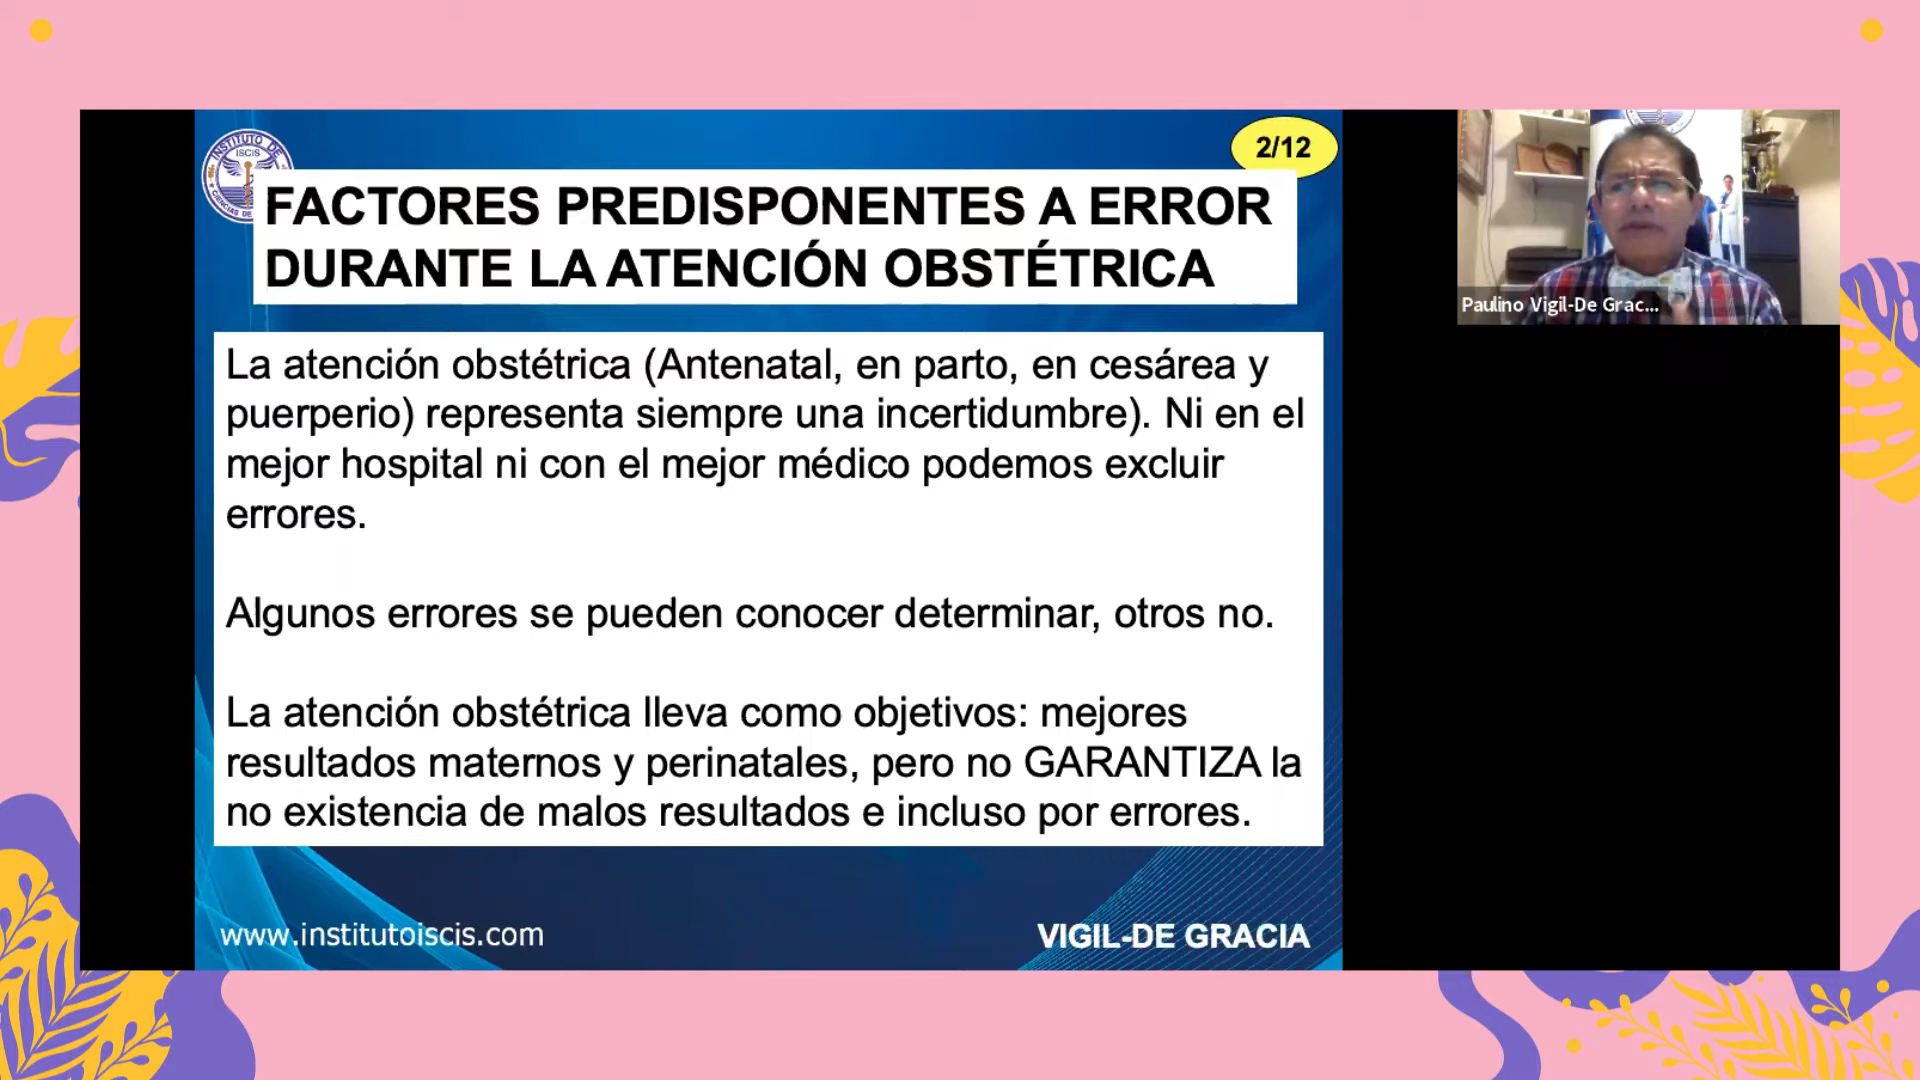 INSTITUTO DE
ISCIS
2/12
FACTORES PREDISPONENTES A ERROR
DURANTE LA ATENCIÓN OBSTÉTRICA
La atención obstétrica (Antenatal, en parto, en cesárea y
puerperio) representa siempre una incertidumbre). Ni en el
mejor hospital ni con el mejor médico podemos excluir
errores.
Algunos errores se pueden conocer determinar, otros no.
La atención obstétrica lleva como objetivos: mejores
resultados maternos y perinatales, pero no GARANTIZA la
no existencia de malos resultados e incluso por errores.
www.institutoiscis.com
VIGIL-DE GRACIA
Paulino Vigil-De Grac...